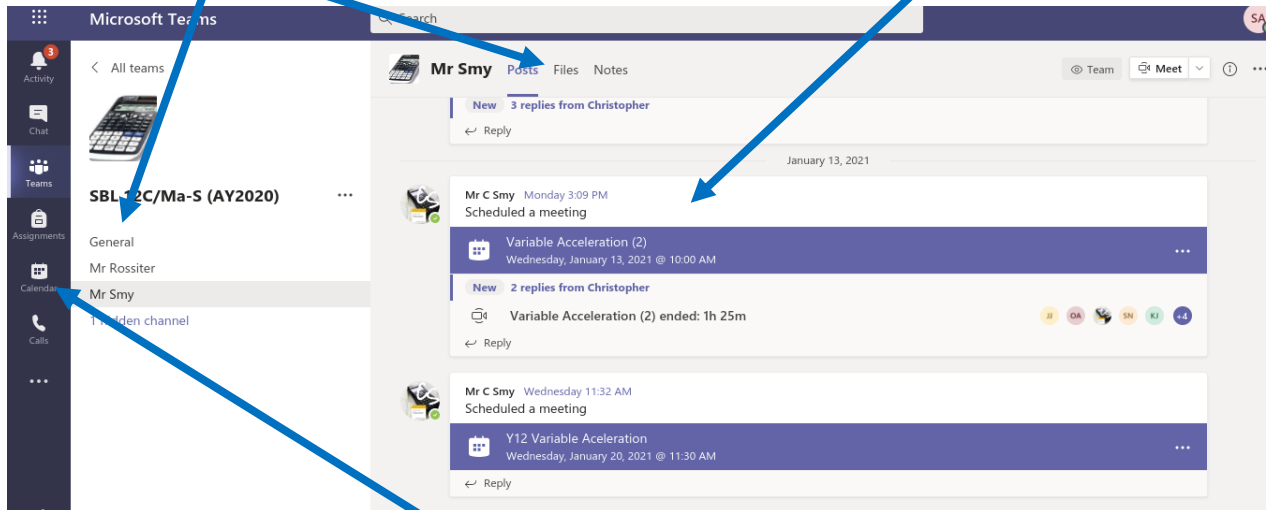 Microsoft Teams
Search
SA
3
Activity
Chat
Teams
Assignments
Calendar
Calls
All teams
SBL 12C/Ma-S (AY2020)
General
Mr Rossiter
Mr Smy
1 hidden channel
Mr Smy Posts Files Notes
Team
Meet
New 3 replies from Christopher
Reply
January 13, 2021
Mr C Smy Monday 3:09 PM
Scheduled a meeting
Variable Acceleration (2)
Wednesday, January 13, 2021 @ 10:00 AM
New 2 replies from Christopher
Variable Acceleration (2) ended: 1h 25m
JJ OA SN KJ +4
Reply
Mr C Smy Wednesday 11:32 AM
Scheduled a meeting
Y12 Variable Aceleration
Wednesday, January 20, 2021 @ 11:30 AM
Reply